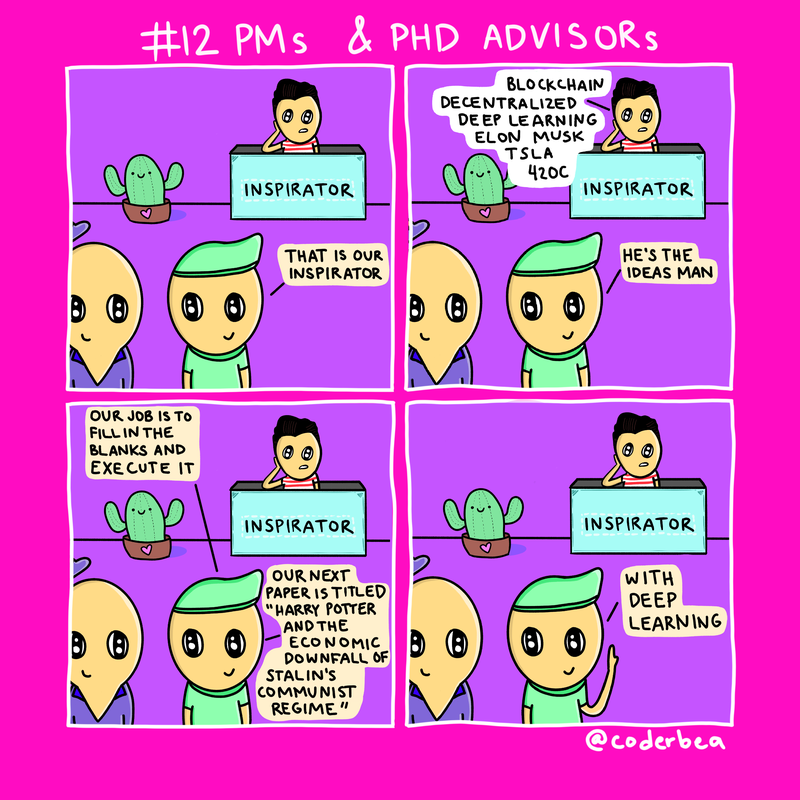 #12 PMs & PHD ADVISORs
INSPIRATOR
THAT IS OUR
INSPIRATOR
BLOCKCHAIN
DECENTRALIZED
DEEP LEARNING
ELON MUSK
TSLA
420C
INSPIRATOR
HE'S THE
IDEAS MAN
OUR JOB IS TO
FILL IN THE
BLANKS AND
EXECUTE IT
INSPIRATOR
OUR NEXT
PAPER IS TITLED
"HARRY POTTER
AND THE
ECONOMIC
DOWNFALL OF
STALIN'S
COMMUNIST
REGIME"
INSPIRATOR
WITH
DEEP
LEARNING
@coderbea